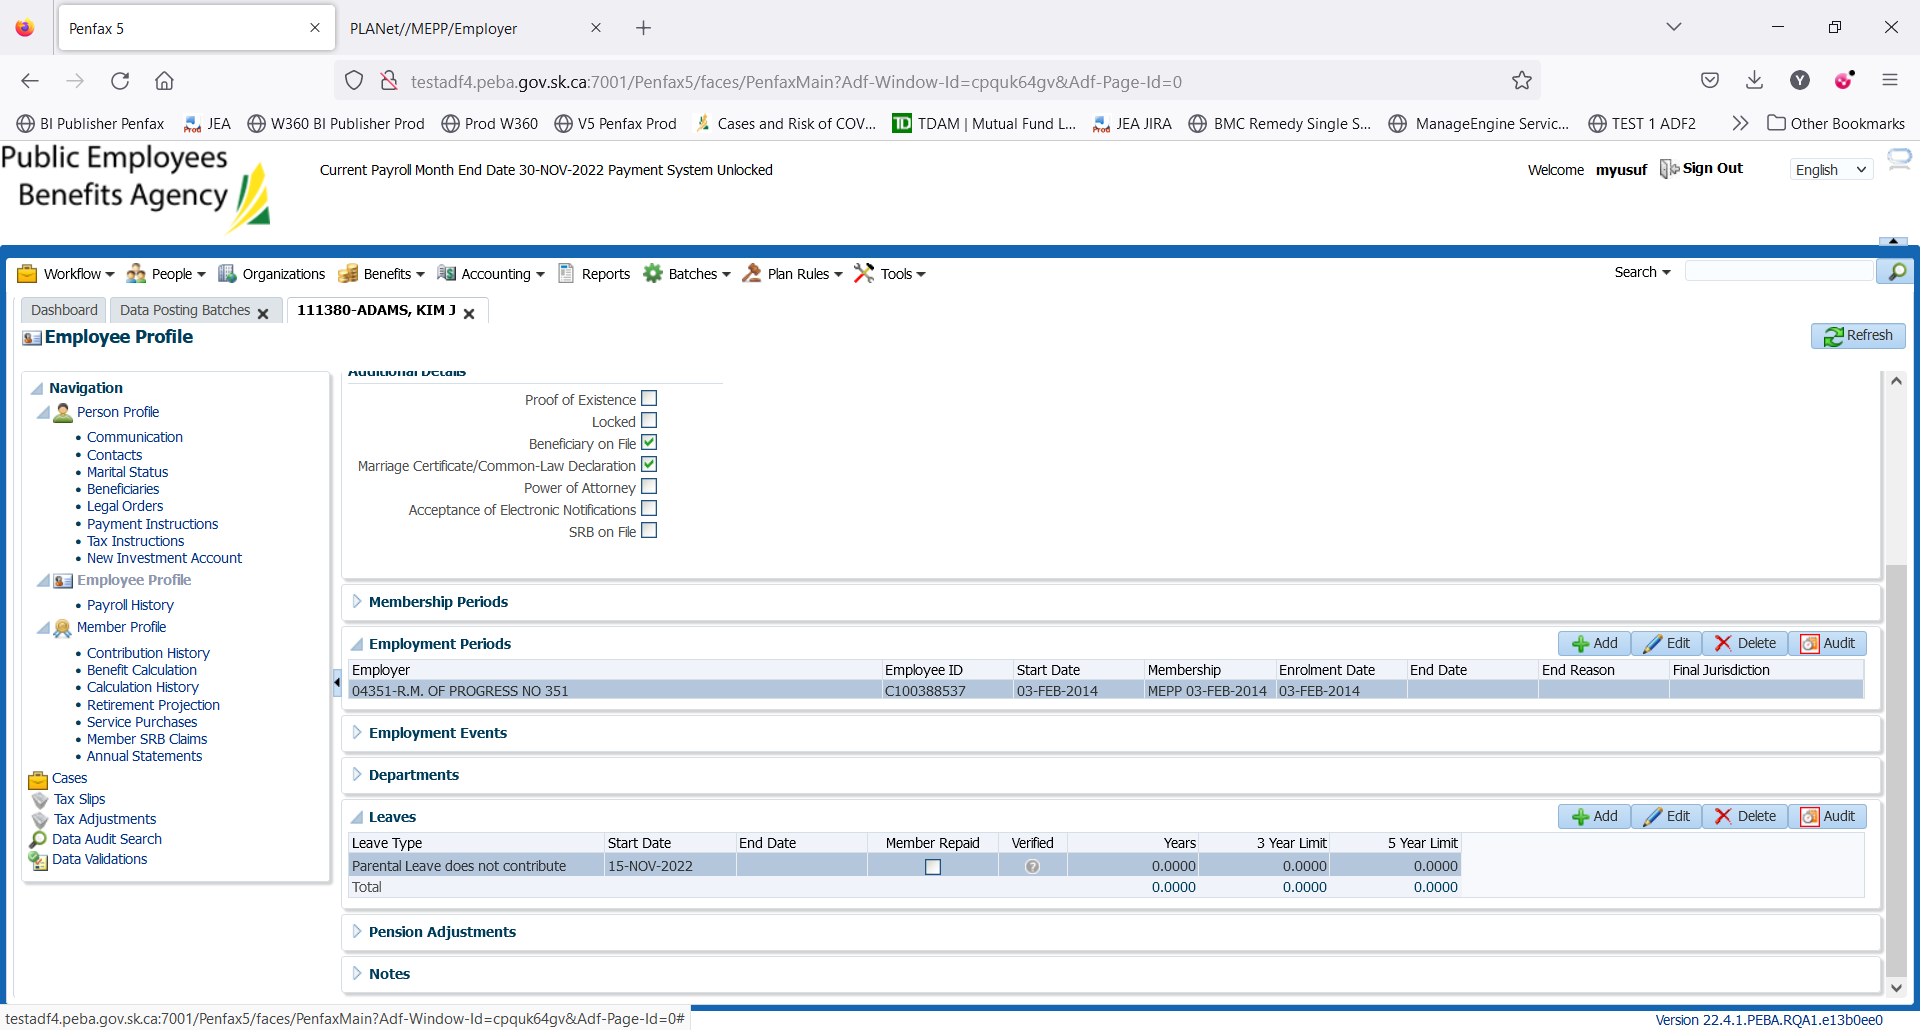 Penfax 5
PLANet//MEPP/Employer
testadf4.peba.gov.sk.ca:7001/Penfax5/faces/PenfaxMain?Adf-Window-Id=cpquk64gv&Adf-Page-Id=0
Y
BI Publisher Penfax
JEA
W360 BI Publisher Prod
Prod W360
V5 Penfax Prod
Cases and Risk of COV...
TDAM | Mutual Fund L...
JEA JIRA
BMC Remedy Single S...
ManageEngine Servic...
TEST 1 ADF2
Other Bookmarks
Public Employees
Benefits Agency
Current Payroll Month End Date 30-NOV-2022 Payment System Unlocked
Welcome myusuf
Sign Out
English
Workflow
People
Organizations
Benefits
Accounting
Reports
Batches
Plan Rules
Tools
Search
Dashboard
Data Posting Batches
111380-ADAMS, KIM J
Employee Profile
Refresh
Navigation
Person Profile
Communication
Contacts
Marital Status
Beneficiaries
Legal Orders
Payment Instructions
Tax Instructions
New Investment Account
Employee Profile
Payroll History
Member Profile
Contribution History
Benefit Calculation
Calculation History
Retirement Projection
Service Purchases
Member SRB Claims
Annual Statements
Cases
Tax Slips
Tax Adjustments
Data Audit Search
Data Validations
Additional Details
Proof of Existence
Locked
Beneficiary on File
Marriage Certificate/Common-Law Declaration
Power of Attorney
Acceptance of Electronic Notifications
SRB on File
Membership Periods
Employment Periods
Add
Edit
Delete
Audit
Employer Employee ID Start Date Membership Enrolment Date End Date End Reason Final Jurisdiction
04351-R.M. OF PROGRESS NO 351 C100388537 03-FEB-2014 MEPP 03-FEB-2014 03-FEB-2014
Employment Events
Departments
Leaves
Add
Edit
Delete
Audit
Leave Type Start Date End Date Member Repaid Verified Years 3 Year Limit 5 Year Limit
Parental Leave does not contribute 15-NOV-2022 0.0000 0.0000 0.0000
Total 0.0000 0.0000 0.0000
Pension Adjustments
Notes
testadf4.peba.gov.sk.ca:7001/Penfax5/faces/PenfaxMain?Adf-Window-Id=cpquk64gv&Adf-Page-Id=0#
Version 22.4.1.PEBA.RQA1.e13b0ee0